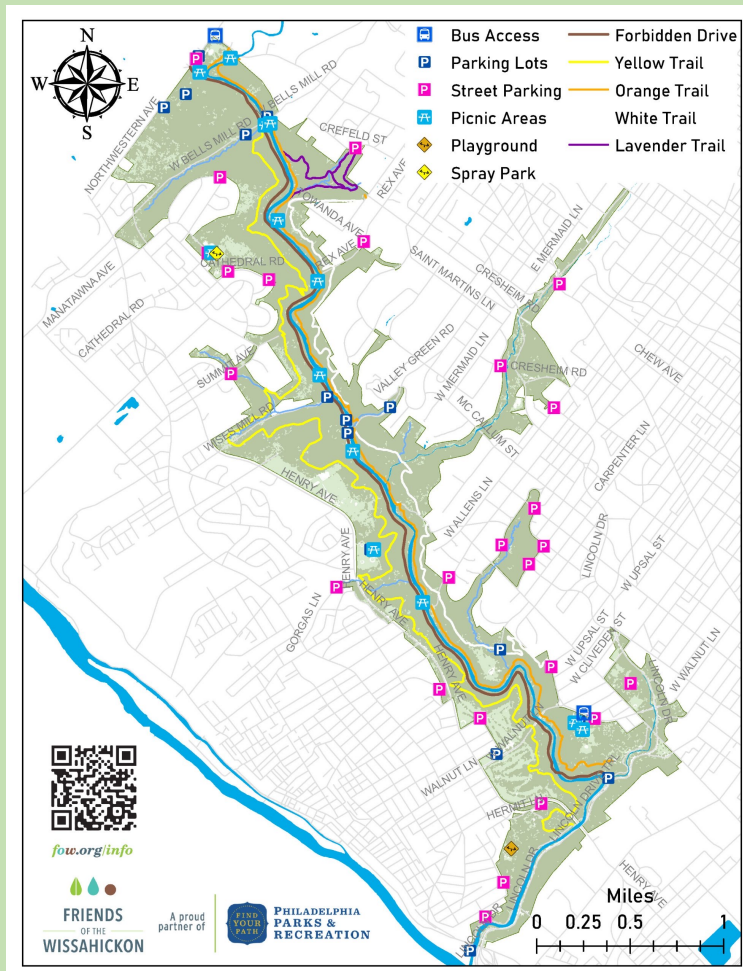 N
W E
S
Bus Access
Parking Lots
Street Parking
Picnic Areas
Playground
Spray Park
Forbidden Drive
Yellow Trail
Orange Trail
White Trail
Lavender Trail
NORTHWESTERN AVE
BELLS MILL RD
W BELLS MILL RD
CREFELD ST
REX AVE
REX AVE
CATHEDRAL RD
MANATAWNA AVE
CATHEDRAL RD
SAINT MARTINS LN
E MERMAID LN
CRESHEIM RD
VALLEY GREEN RD
W MERMAID LN
CRESHEIM RD
CHEW AVE
SUMMIT AVE
WISES MILL RD
MC CALLUM ST
CARPENTER LN
HENRY AVE
W ALLENS LN
LINCOLN DR
W UPSAL ST
HENRY AVE
GORGAS LN
HENRY AVE
HENRY AVE
W UPSAL ST
W CLIVEDEN ST
W WALNUT LN
LINCOLN DR
WALNUT LN
WALNUT LN
LINCOLN DRIVE TRL
LINCOLN DR
HENRY AVE
fow.org/info
FRIENDS
OF THE
WISSAHICKON
A proud
partner of
FIND
YOUR
PATH
PHILADELPHIA
PARKS &
RECREATION
Miles
0 0.25 0.5 1